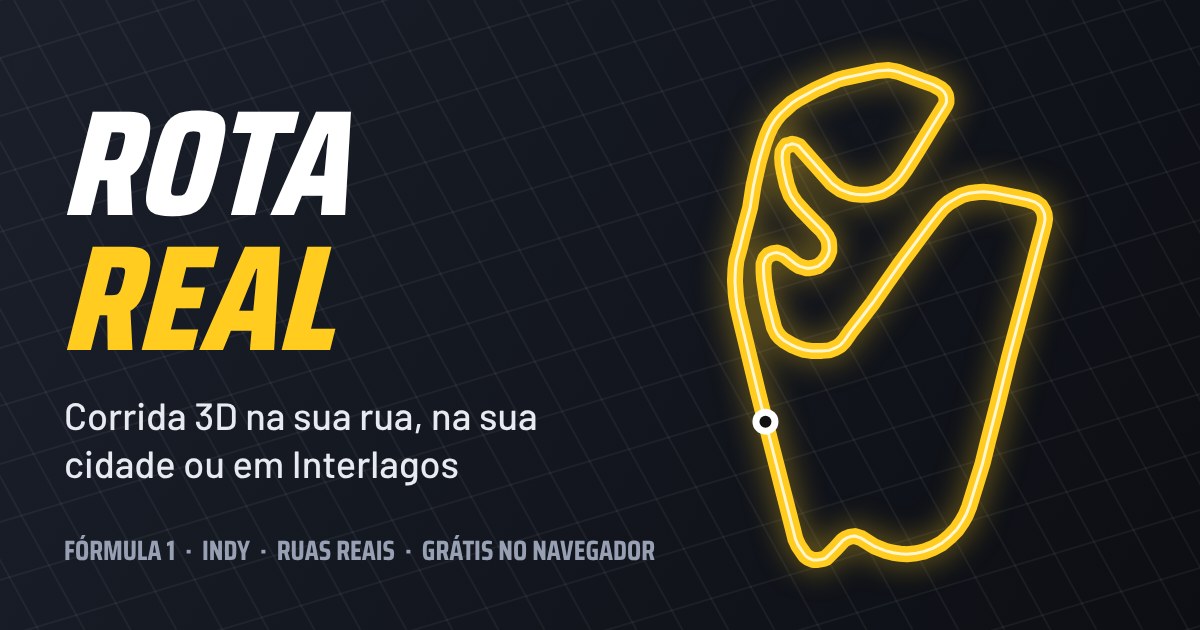 ROTA
REAL
Corrida 3D na sua rua, na sua
cidade ou em Interlagos
FÓRMULA 1 · INDY · RUAS REAIS · GRÁTIS NO NAVEGADOR